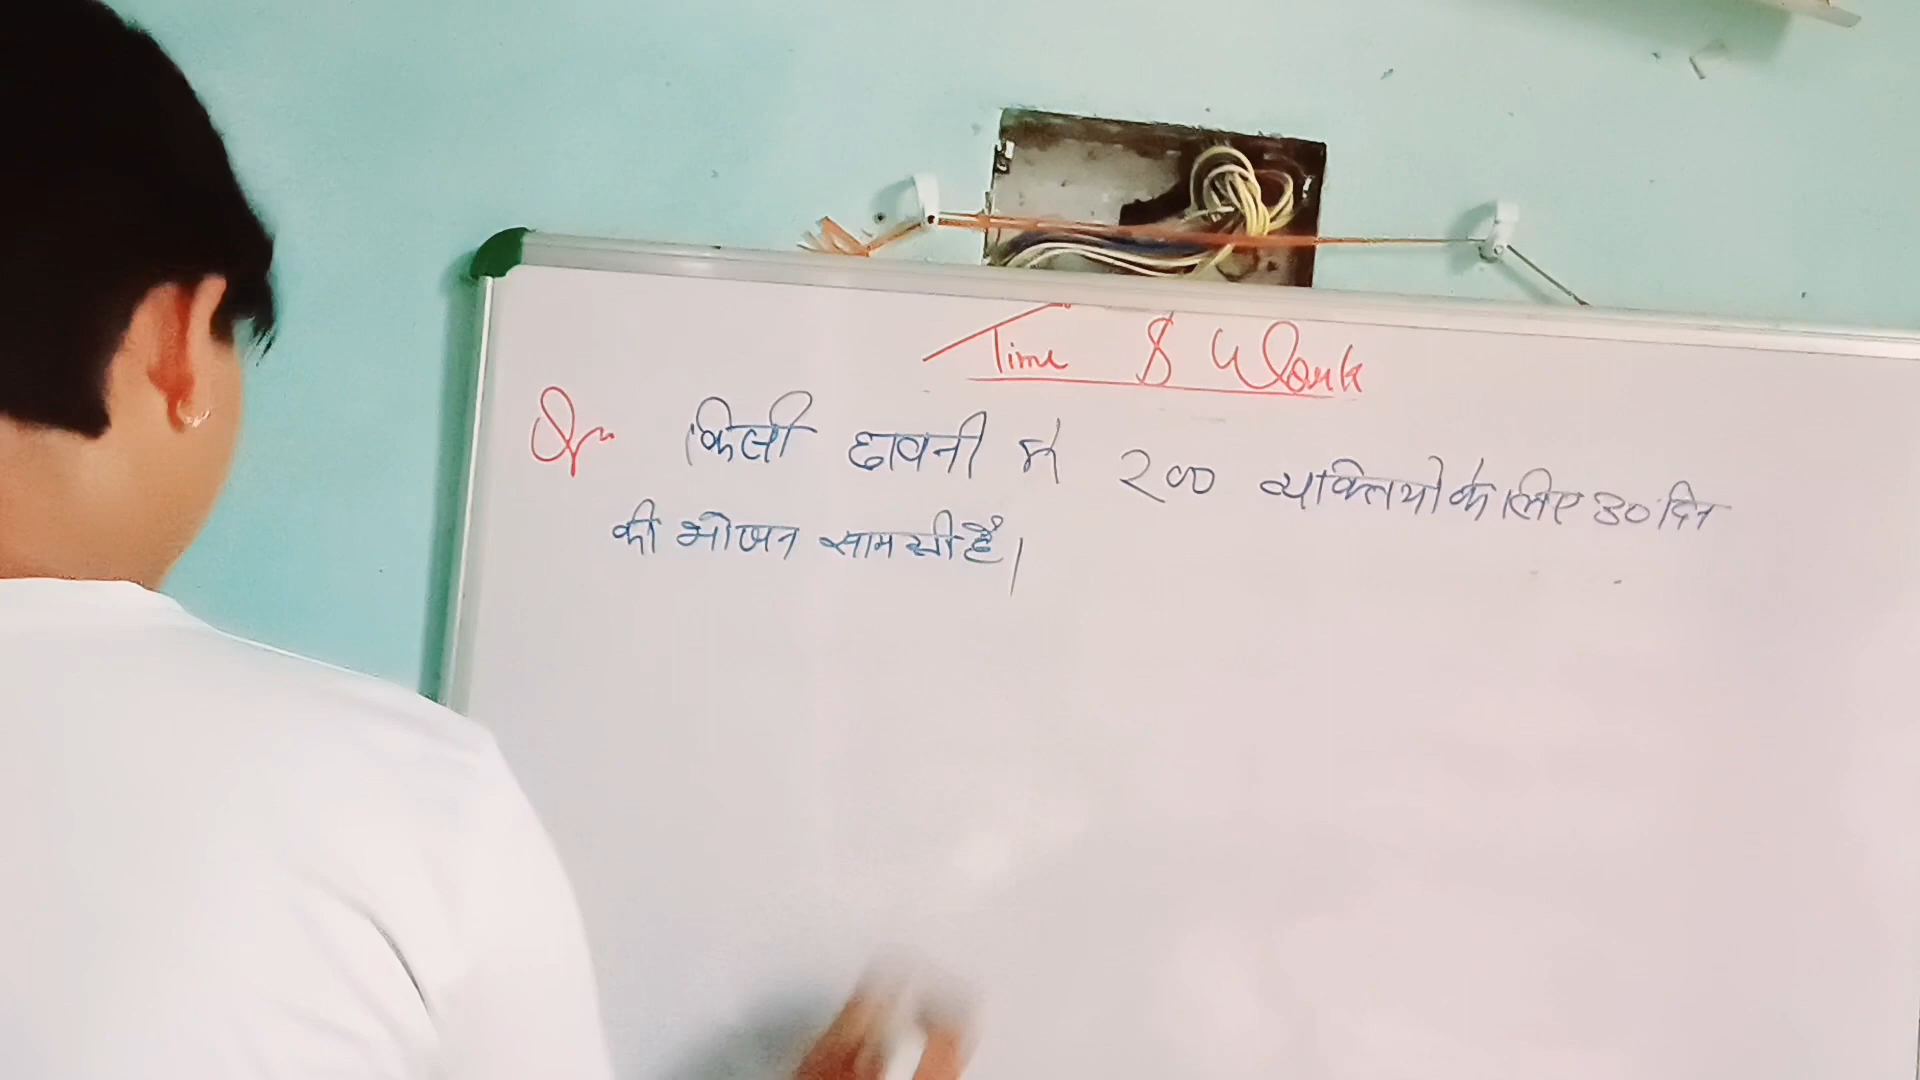 Time & Work
Qn किसी छावनी मे 200 व्यक्तियो के लिए 30 दिन
की भोजन सामग्री है।